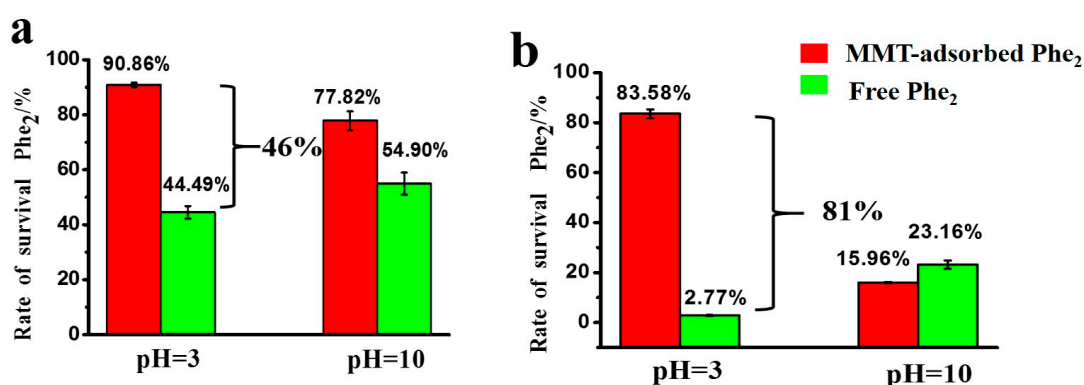 a
Rate of survival Phe₂/%
100
80
60
40
20
0
90.86%
44.49%
46%
77.82%
54.90%
pH=3
pH=10
b
MMT-adsorbed Phe₂
Free Phe₂
Rate of survival Phe₂/%
100
80
60
40
20
0
83.58%
2.77%
81%
15.96%
23.16%
pH=3
pH=10